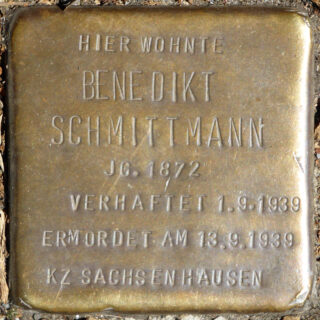 HIER WOHNTE
BENEDIKT
SCHMITTMANN
JG. 1872
VERHAFTET 1.9.1939
ERMORDET AM 13.9.1939
KZ SACHSENHAUSEN